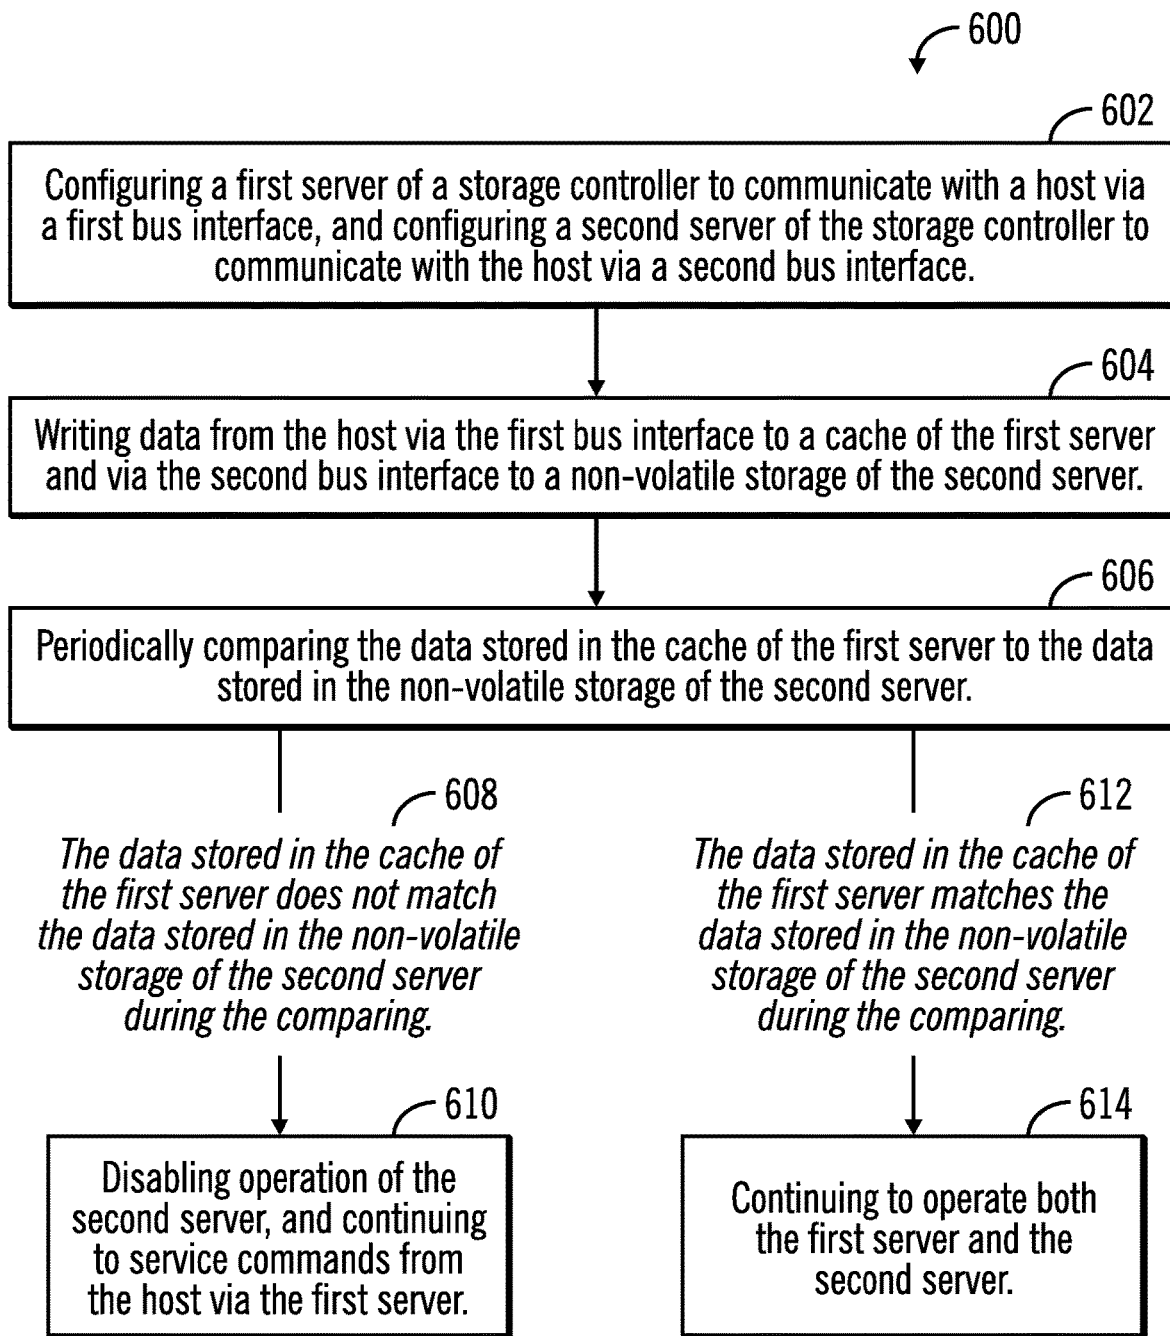 600
602
Configuring a first server of a storage controller to communicate with a host via
a first bus interface, and configuring a second server of the storage controller to
communicate with the host via a second bus interface.
604
Writing data from the host via the first bus interface to a cache of the first server
and via the second bus interface to a non-volatile storage of the second server.
606
Periodically comparing the data stored in the cache of the first server to the data
stored in the non-volatile storage of the second server.
608
The data stored in the cache of
the first server does not match
the data stored in the non-volatile
storage of the second server
during the comparing.
612
The data stored in the cache of
the first server matches the
data stored in the non-volatile
storage of the second server
during the comparing.
610
Disabling operation of the
second server, and continuing
to service commands from
the host via the first server.
614
Continuing to operate both
the first server and the
second server.